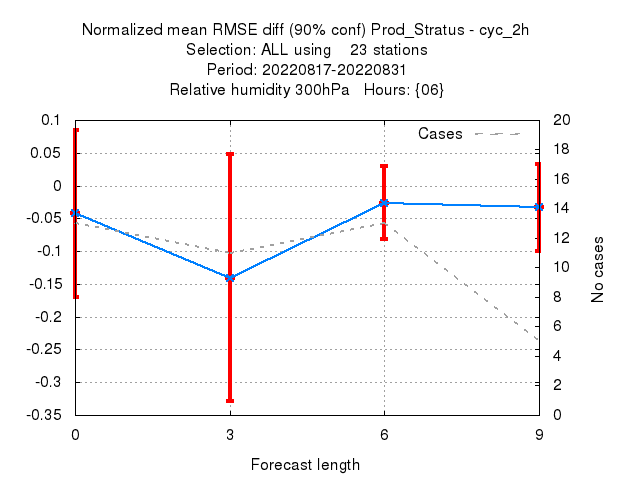 Normalized mean RMSE diff (90% conf) Prod_Stratus - cyc_2h
Selection: ALL using    23 stations
Period: 20220817-20220831
Relative humidity 300hPa   Hours: {06}
Cases
0.1
0.05
0
-0.05
-0.1
-0.15
-0.2
-0.25
-0.3
-0.35
20
18
16
14
12
10
8
6
4
2
0
No cases
0 3 6 9
Forecast length